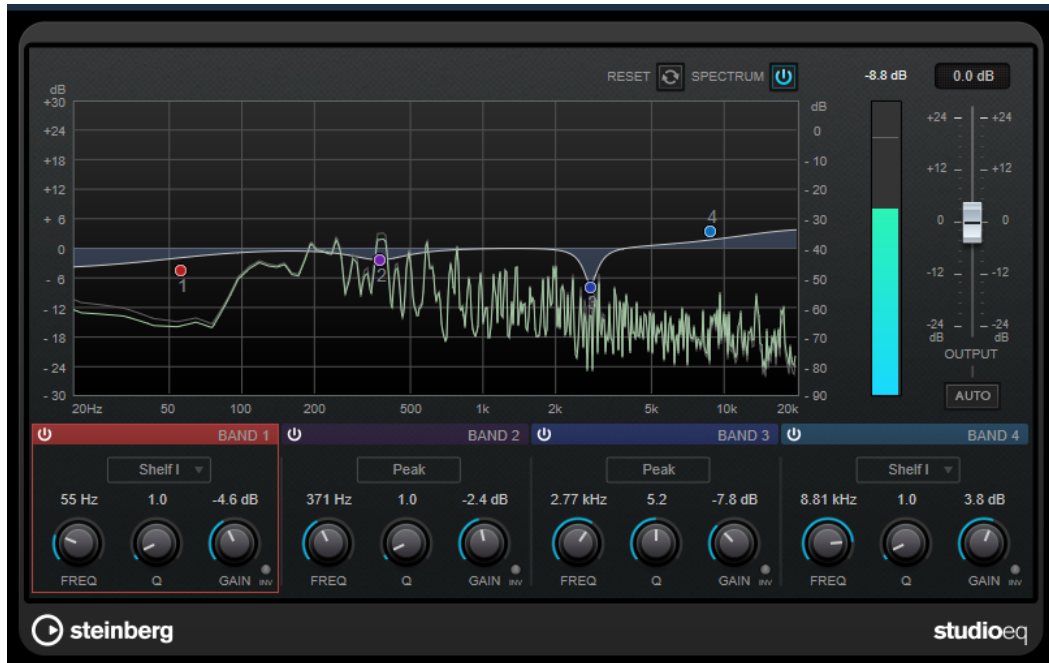 RESET SPECTRUM -8.8 dB 0.0 dB
dB
+30
+24
+18
+12
+ 6
0
- 6
- 12
- 18
- 24
- 30
dB
0
- 10
- 20
- 30
- 40
- 50
- 60
- 70
- 80
- 90
1
2
3
4
20Hz 50 100 200 500 1k 2k 5k 10k 20k
+24 +24
+12 +12
0 0
-12 -12
-24 -24
dB dB
OUTPUT
AUTO
BAND 1 BAND 2 BAND 3 BAND 4
Shelf I Peak Peak Shelf I
55 Hz 1.0 -4.6 dB 371 Hz 1.0 -2.4 dB 2.77 kHz 5.2 -7.8 dB 8.81 kHz 1.0 3.8 dB
FREQ Q GAIN INV FREQ Q GAIN INV FREQ Q GAIN INV FREQ Q GAIN INV
steinberg studioeq